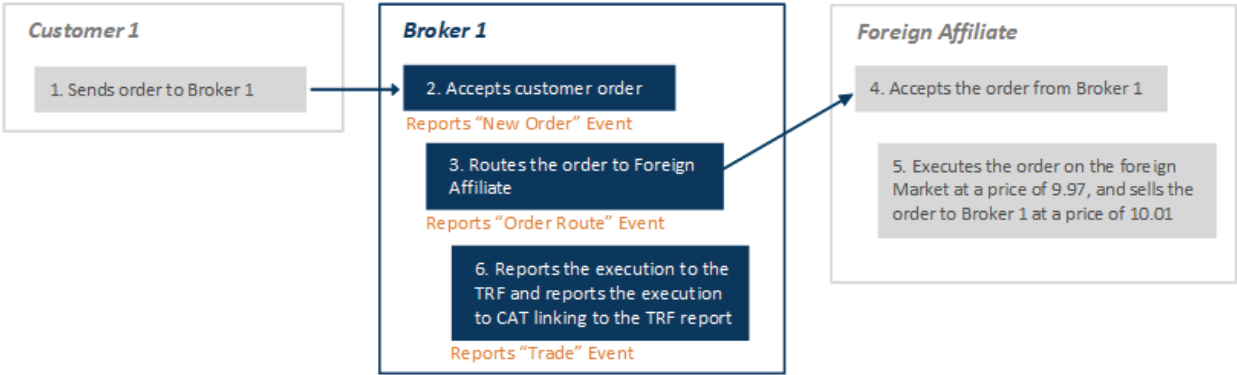 Customer 1
1. Sends order to Broker 1
Broker 1
2. Accepts customer order
Reports “New Order” Event
3. Routes the order to Foreign
Affiliate
Reports “Order Route” Event
6. Reports the execution to the
TRF and reports the execution
to CAT linking to the TRF report
Reports “Trade” Event
Foreign Affiliate
4. Accepts the order from Broker 1
5. Executes the order on the foreign
Market at a price of 9.97, and sells the
order to Broker 1 at a price of 10.01